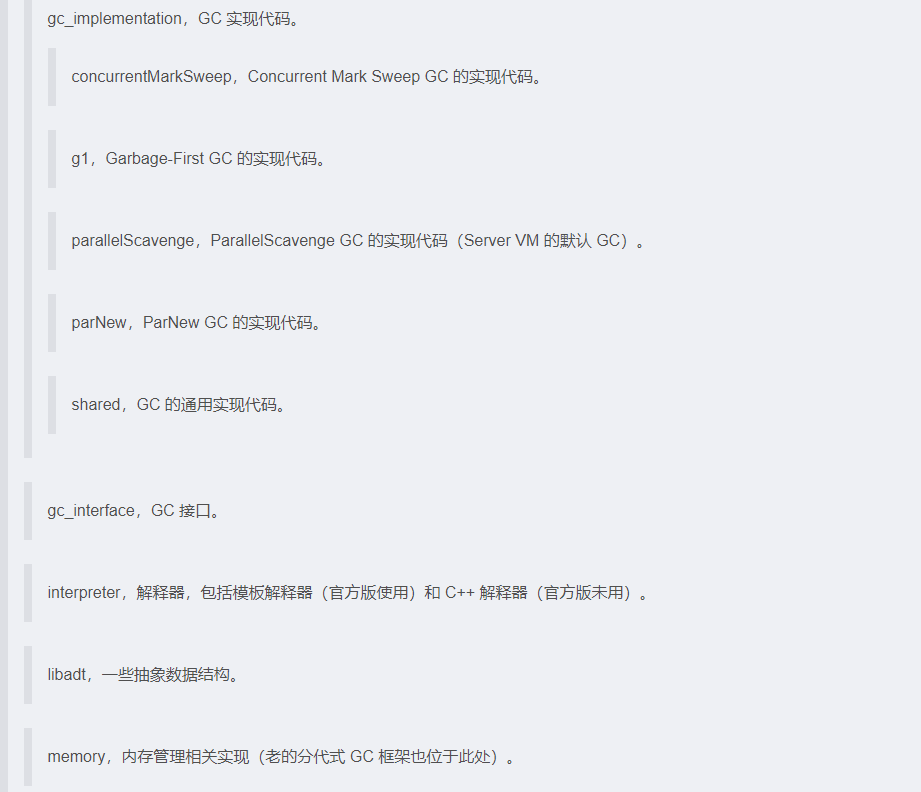 gc_implementation，GC 实现代码。
concurrentMarkSweep，Concurrent Mark Sweep GC 的实现代码。
g1，Garbage-First GC 的实现代码。
parallelScavenge，ParallelScavenge GC 的实现代码（Server VM 的默认 GC）。
parNew，ParNew GC 的实现代码。
shared，GC 的通用实现代码。
gc_interface，GC 接口。
interpreter，解释器，包括模板解释器（官方版使用）和 C++ 解释器（官方版未用）。
libadt，一些抽象数据结构。
memory，内存管理相关实现（老的分代式 GC 框架也位于此处）。